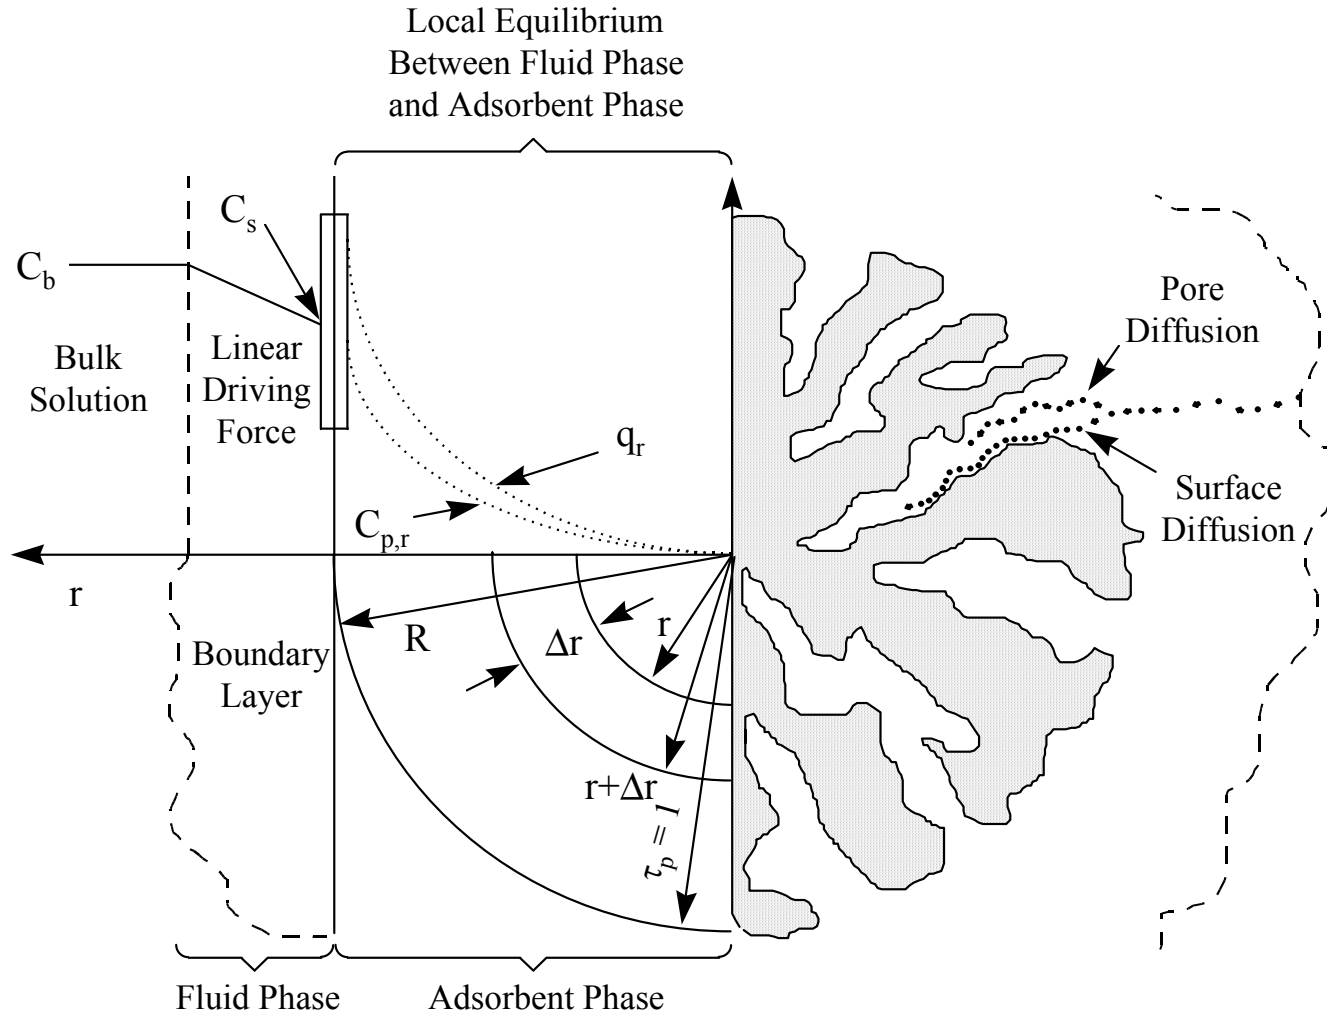 Local Equilibrium
Between Fluid Phase
and Adsorbent Phase
C_s
C_b
Bulk
Solution
Linear
Driving
Force
q_r
C_p,r
Pore
Diffusion
Surface
Diffusion
r
R
Δr
r
Boundary
Layer
r+Δr
τ_p = 1
Fluid Phase
Adsorbent Phase